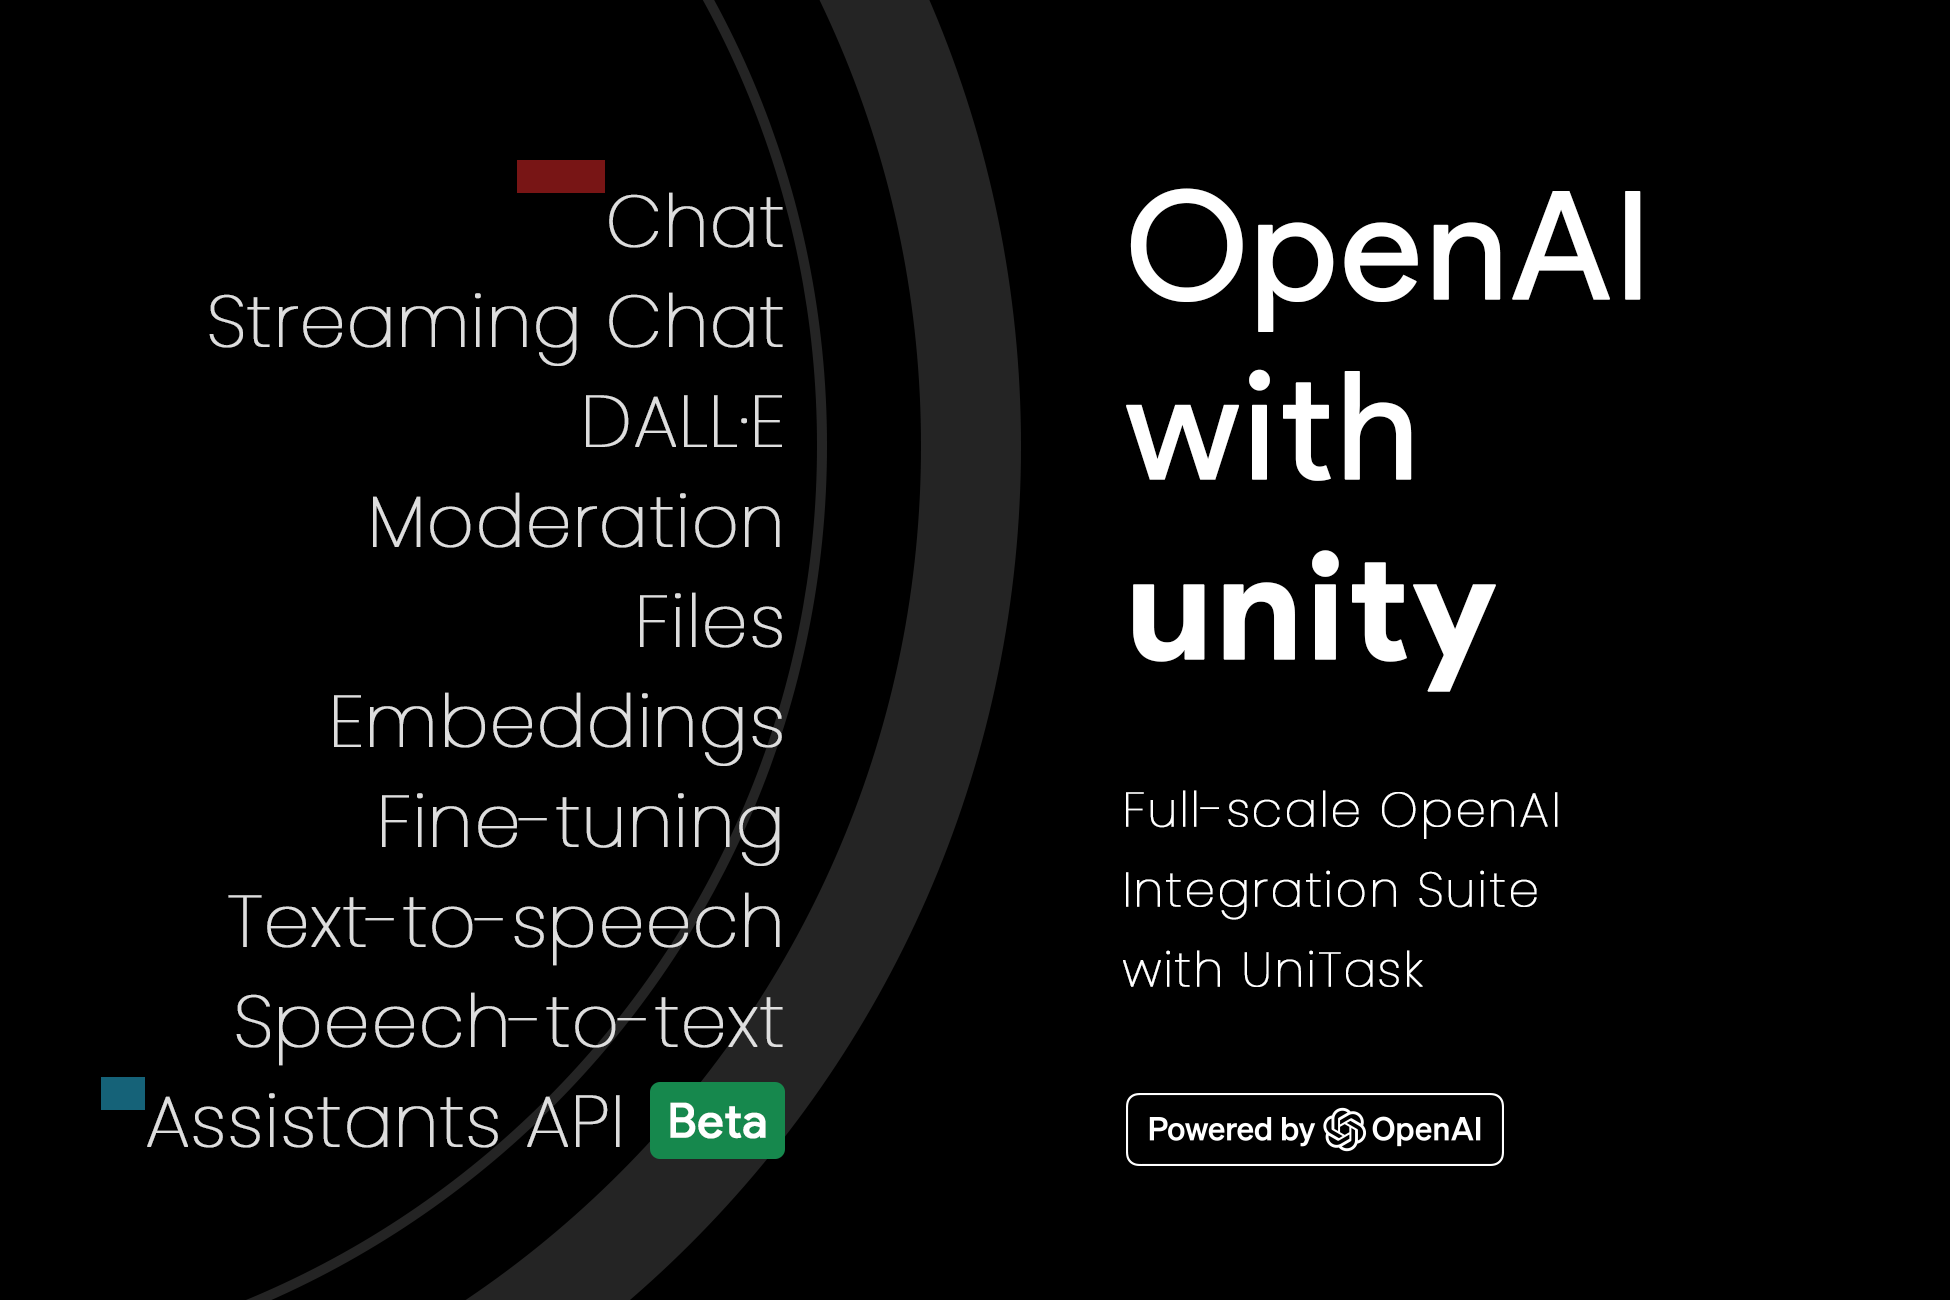 Chat
Streaming Chat
DALL·E
Moderation
Files
Embeddings
Fine-tuning
Text-to-speech
Speech-to-text
Assistants API Beta
OpenAI
with
unity
Full-scale OpenAI
Integration Suite
with UniTask
Powered by OpenAI